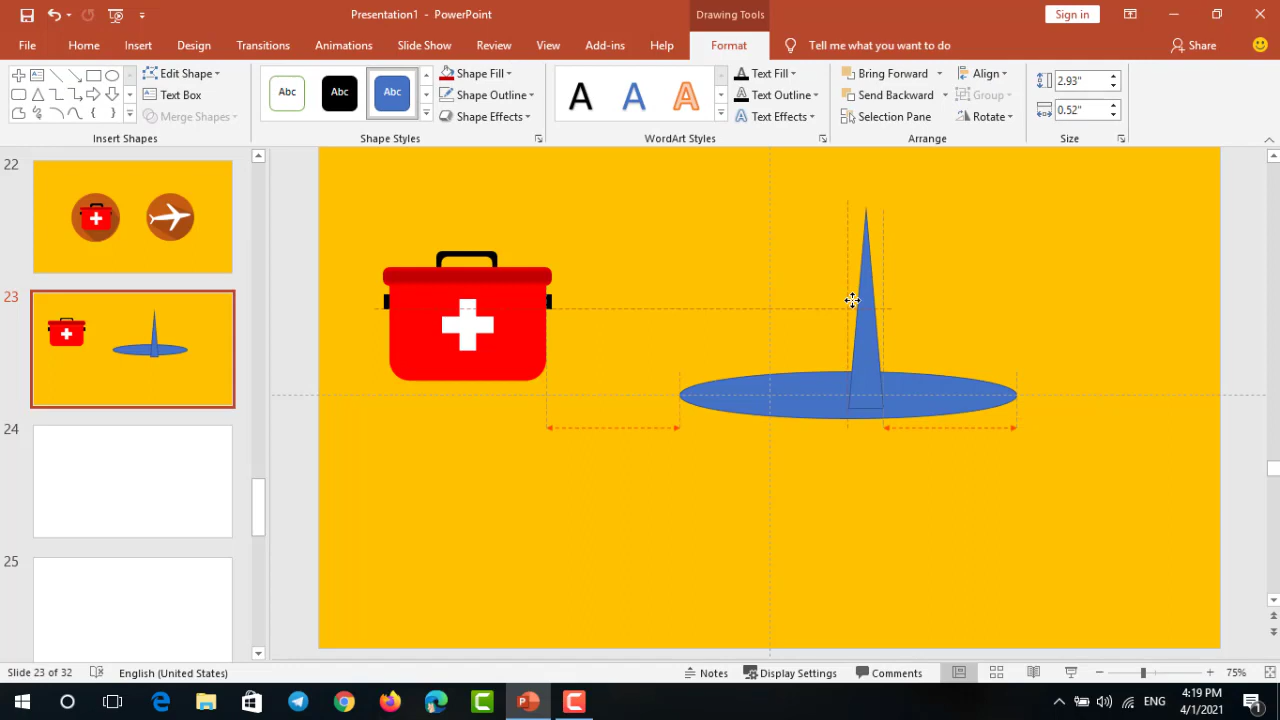 Presentation1 - PowerPoint
Drawing Tools
Sign in
File
Home
Insert
Design
Transitions
Animations
Slide Show
Review
View
Add-ins
Help
Format
Tell me what you want to do
Share
Edit Shape
Text Box
Merge Shapes
Insert Shapes
Abc
Abc
Abc
Shape Fill
Shape Outline
Shape Effects
Shape Styles
A
A
A
Text Fill
Text Outline
Text Effects
WordArt Styles
Bring Forward
Send Backward
Selection Pane
Align
Group
Rotate
Arrange
2.93"
0.52"
Size
22
23
24
25
Slide 23 of 32
English (United States)
Notes
Display Settings
Comments
75%
ENG
4:19 PM
4/1/2021
1